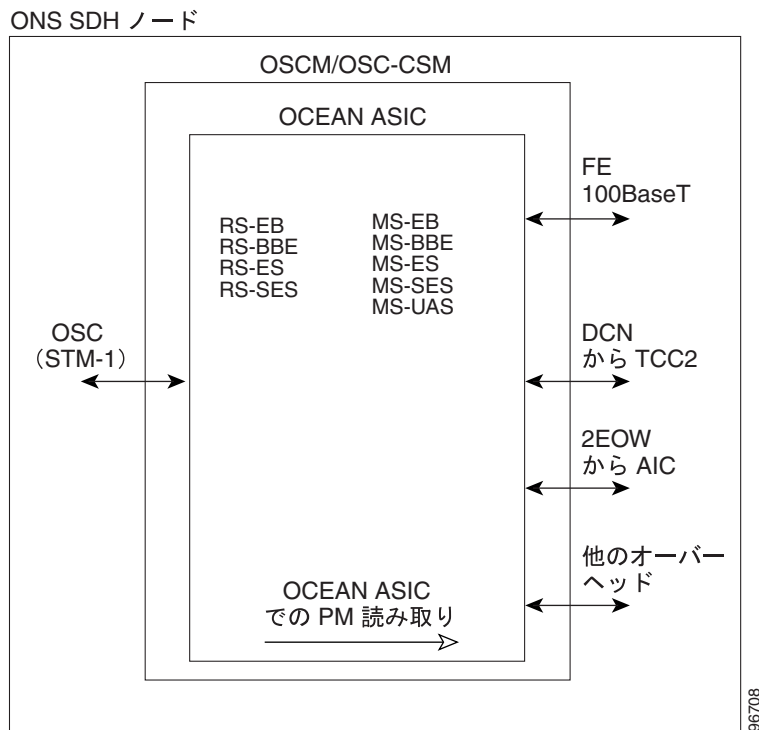 ONS SDH ノード
OSCM/OSC-CSM
OCEAN ASIC
FE
100BaseT
RS-EB
RS-BBE
RS-ES
RS-SES
MS-EB
MS-BBE
MS-ES
MS-SES
MS-UAS
OSC
（STM-1）
DCN
から TCC2
2EOW
から AIC
他のオーバー
ヘッド
OCEAN ASIC
での PM 読み取り
96708